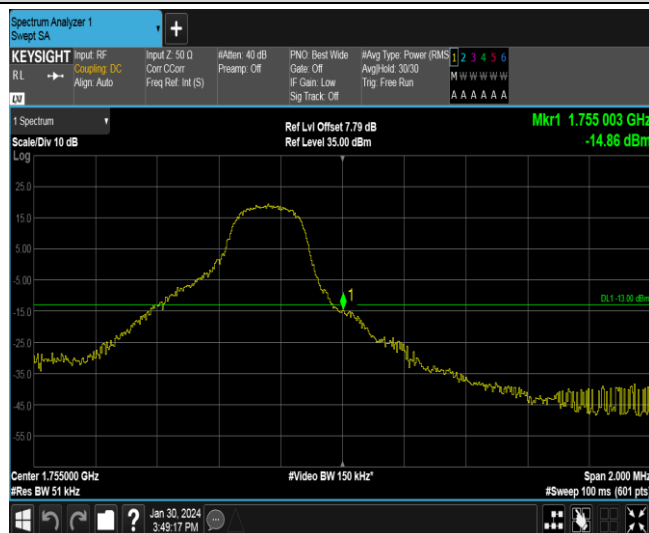 Spectrum Analyzer 1
Swept SA
KEYSIGHT
RL
Input: RF
Coupling: DC
Align: Auto
Input Z: 50 Ω
Corr CCorr
Freq Ref: Int (S)
#Atten: 40 dB
Preamp: Off
PNO: Best Wide
Gate: Off
IF Gain: Low
Sig Track: Off
#Avg Type: Power (RMS
Avg|Hold: 30/30
Trig: Free Run
1 2 3 4 5 6
M W W W W W
A A A A A A
LXI
1 Spectrum
Scale/Div 10 dB
Ref Lvl Offset 7.79 dB
Ref Level 35.00 dBm
Mkr1 1.755 003 GHz
-14.86 dBm
Log
25.0
15.0
5.00
-5.00
1
DL1 -13.00 dBm
-15.0
-25.0
-35.0
-45.0
-55.0
Center 1.755000 GHz
#Video BW 150 kHz*
Span 2.000 MHz
#Res BW 51 kHz
#Sweep 100 ms (601 pts)
?
Jan 30, 2024
3:49:17 PM